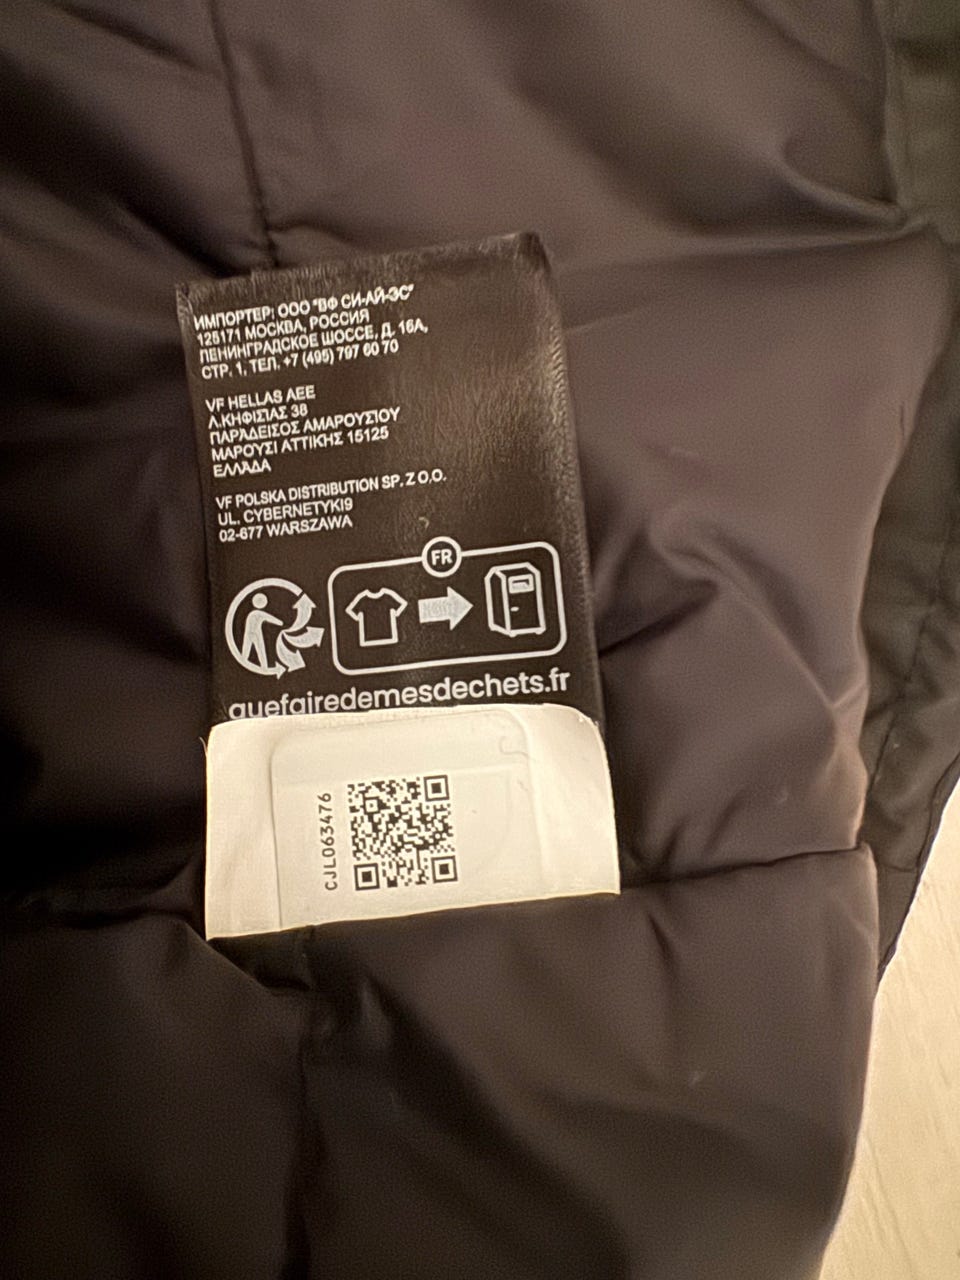 ИМПОРТЕР: ООО "ВФ СИ-АЙ-ЭС"
125171 МОСКВА, РОССИЯ
ЛЕНИНГРАДСКОЕ ШОССЕ, Д. 16А,
СТР. 1, ТЕЛ. +7 (495) 797 60 70
VF HELLAS ΑΕΕ
Λ.ΚΗΦΙΣΙΑΣ 38
ΠΑΡΑΔΕΙΣΟΣ ΑΜΑΡΟΥΣΙΟΥ
ΜΑΡΟΥΣΙ ΑΤΤΙΚΗΣ 15125
ΕΛΛΑΔΑ
VF POLSKA DISTRIBUTION SP. Z O.O.
UL. CYBERNETYKI9
02-677 WARSZAWA
FR
quefairedemesdechets.fr
CJL063476